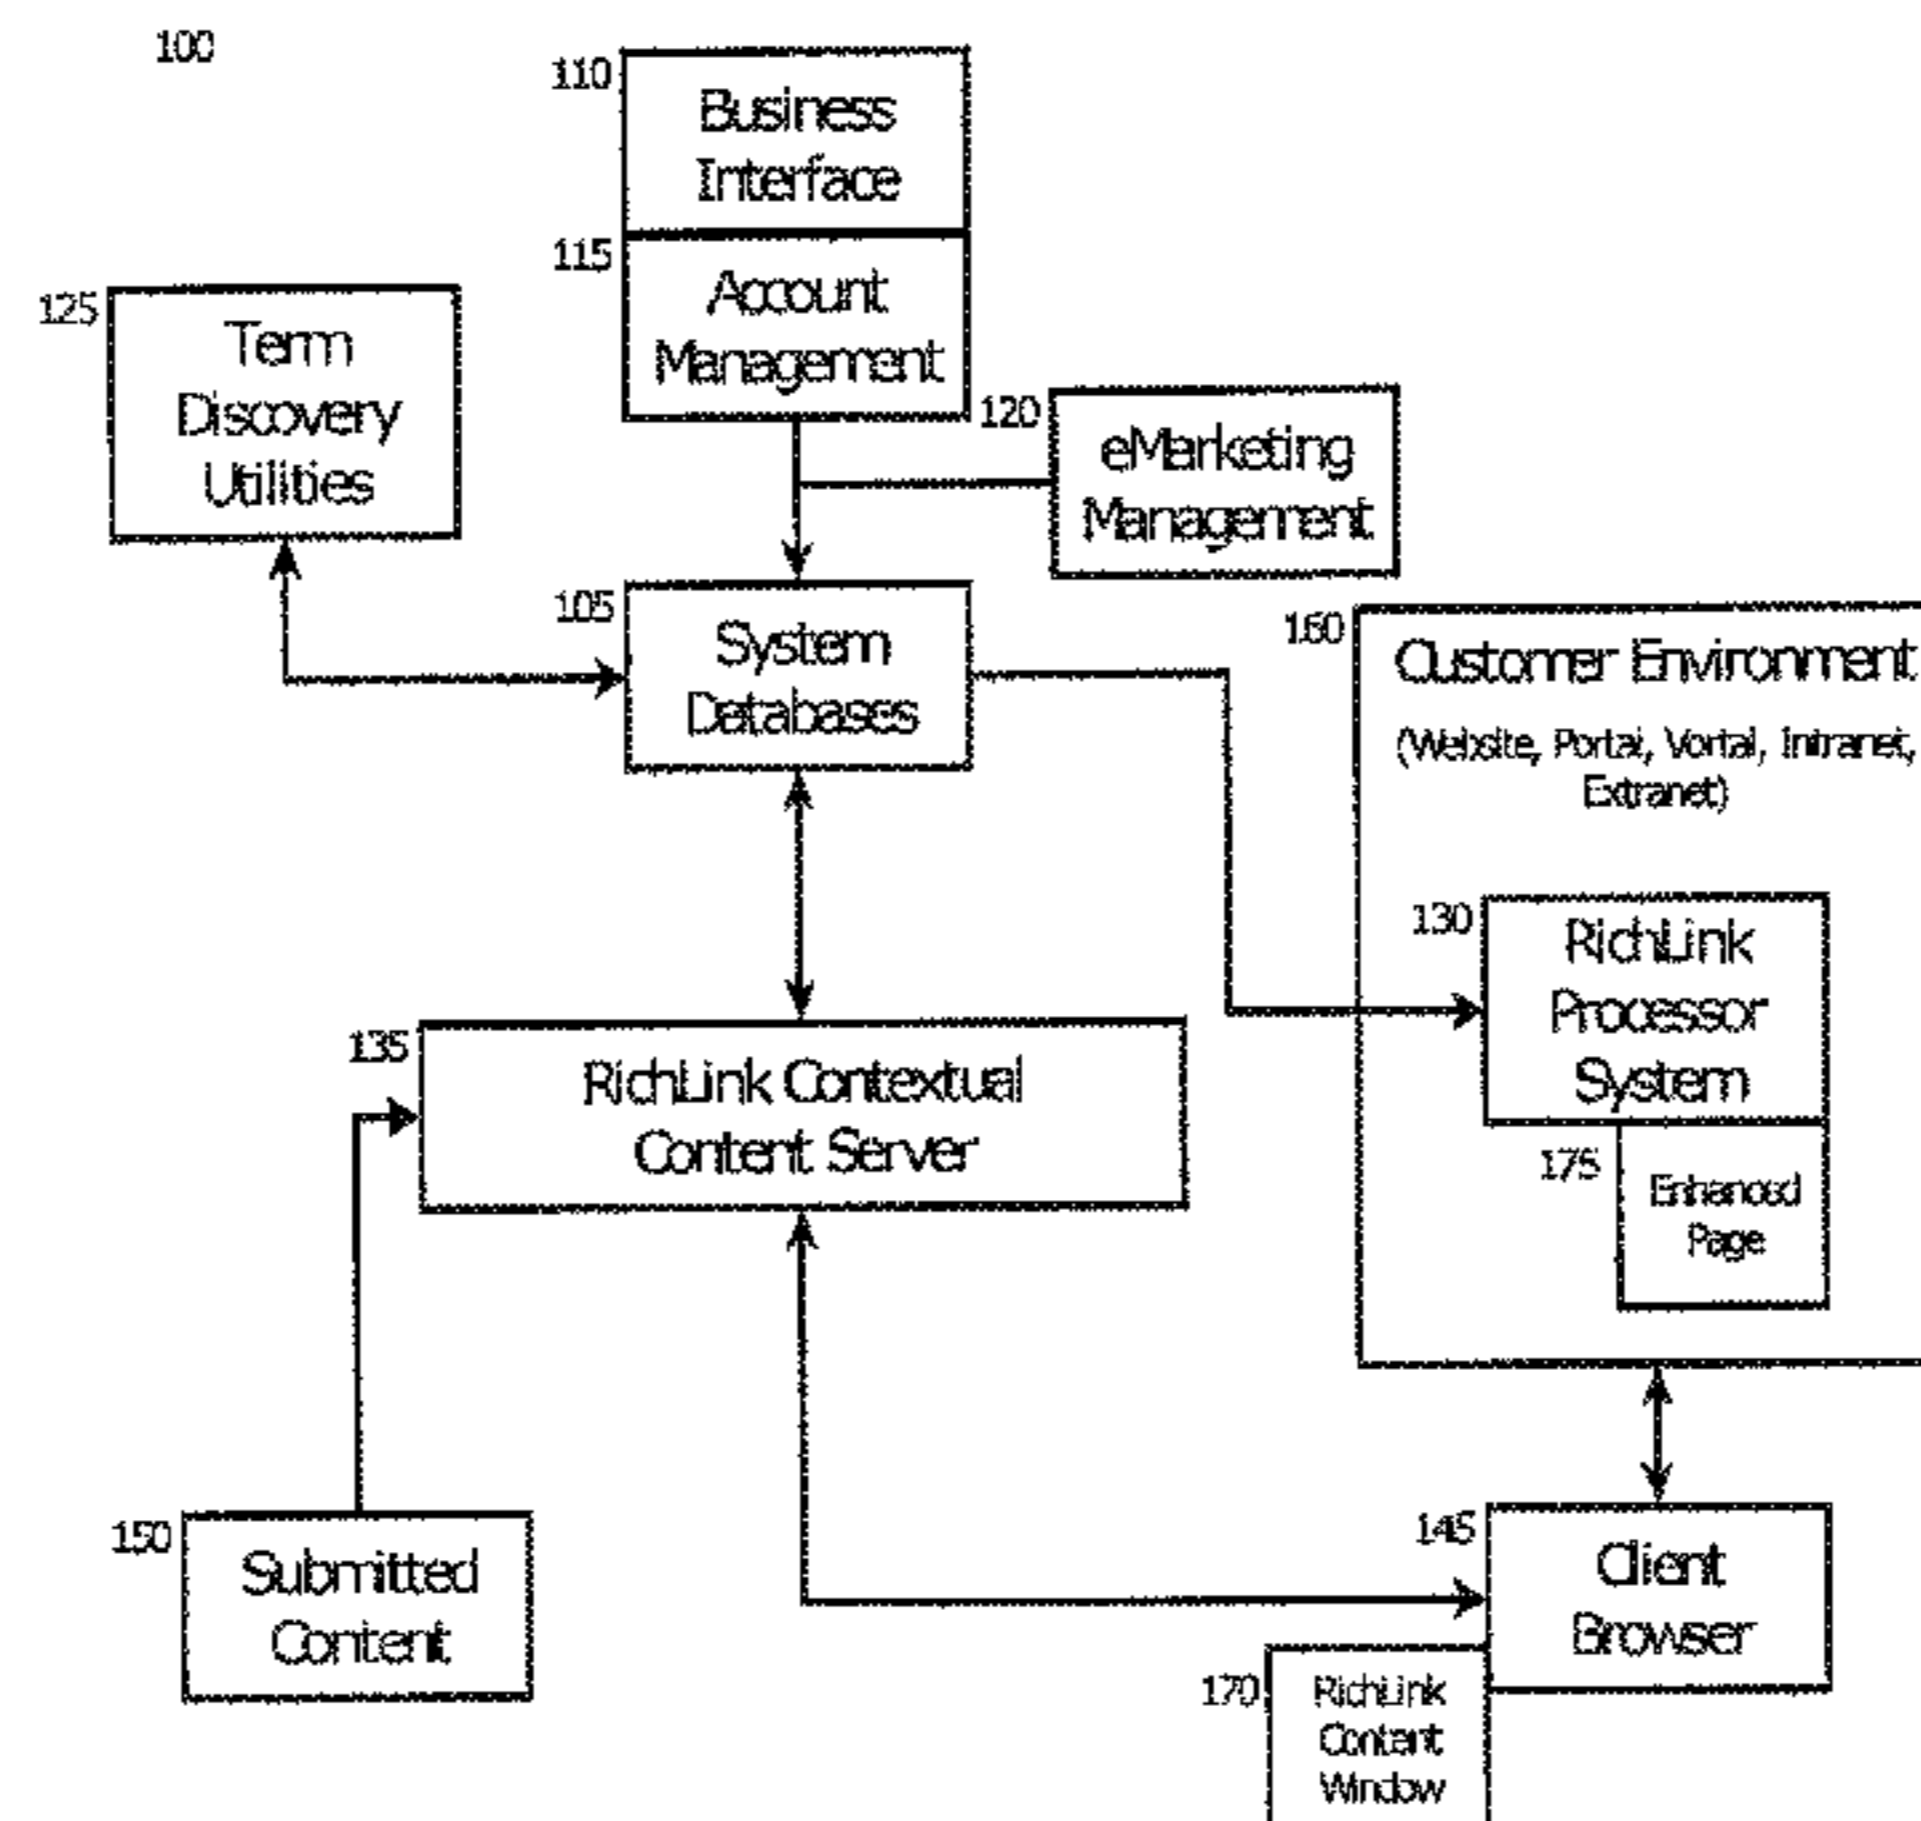 100
110
Business
Interface
115
Account
Management
125
Term
Discovery
Utilities
120
eMarketing
Management
105
System
Databases
160
Customer Environment
(Website, Portal, Vortal, Intranet,
Extranet)
130
RichLink
Processor
System
135
RichLink Contextual
Content Server
175
Enhanced
Page
150
Submitted
Content
145
Client
Browser
170
RichLink
Content
Window